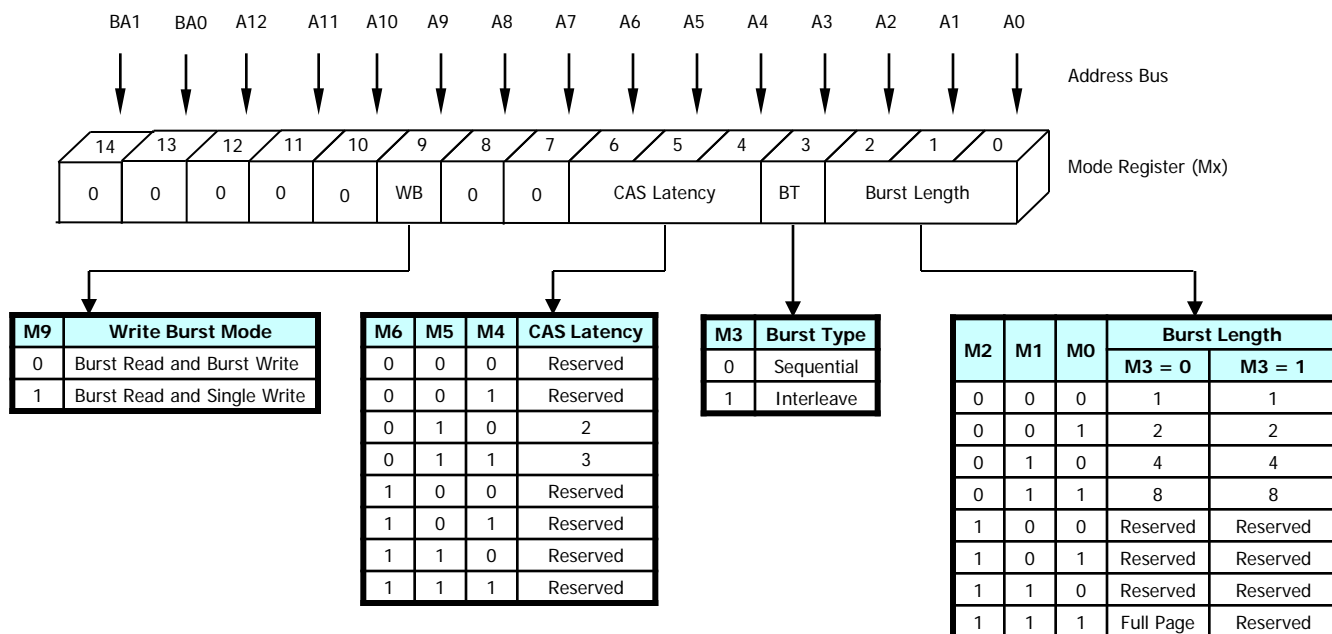 BA1 BA0 A12 A11 A10 A9 A8 A7 A6 A5 A4 A3 A2 A1 A0
Address Bus
14 13 12 11 10 9 8 7 6 5 4 3 2 1 0
Mode Register (Mx)
0 0 0 0 0 WB 0 0 CAS Latency BT Burst Length
M9 Write Burst Mode
0 Burst Read and Burst Write
1 Burst Read and Single Write
M6 M5 M4 CAS Latency
0 0 0 Reserved
0 0 1 Reserved
0 1 0 2
0 1 1 3
1 0 0 Reserved
1 0 1 Reserved
1 1 0 Reserved
1 1 1 Reserved
M3 Burst Type
0 Sequential
1 Interleave
M2 M1 M0 Burst Length
M3 = 0 M3 = 1
0 0 0 1 1
0 0 1 2 2
0 1 0 4 4
0 1 1 8 8
1 0 0 Reserved Reserved
1 0 1 Reserved Reserved
1 1 0 Reserved Reserved
1 1 1 Full Page Reserved